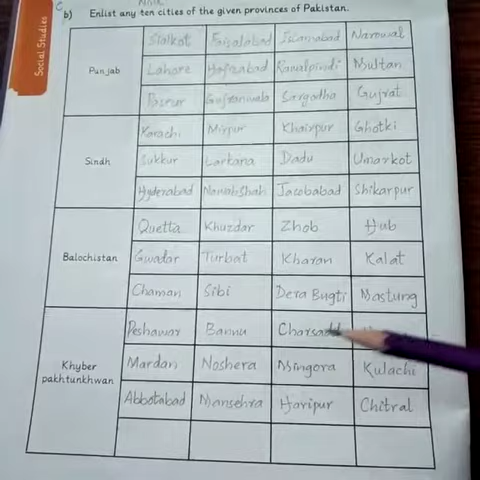 Social Studies
b) Enlist any ten cities of the given provinces of Pakistan.
Punjab
Sialkot Faisalabad Islamabad Narowal
Lahore Hafizabad Rawalpindi Multan
Pasrur Gujranwala Sargodha Gujrat
Sindh
Karachi Mirpur Khairpur Ghotki
Sukkur Larkana Dadu Umarkot
Hyderabad Nawabshah Jacobabad Shikarpur
Balochistan
Quetta Khuzdar Zhob Hub
Gwadar Turbat Kharan Kalat
Chaman Sibi Dera Bugti Mastung
Khyber
pakhtunkhwan
Peshawar Bannu
Mardan Noshera Mingora Kulachi
Abbotabad Mansehra Haripur Chitral